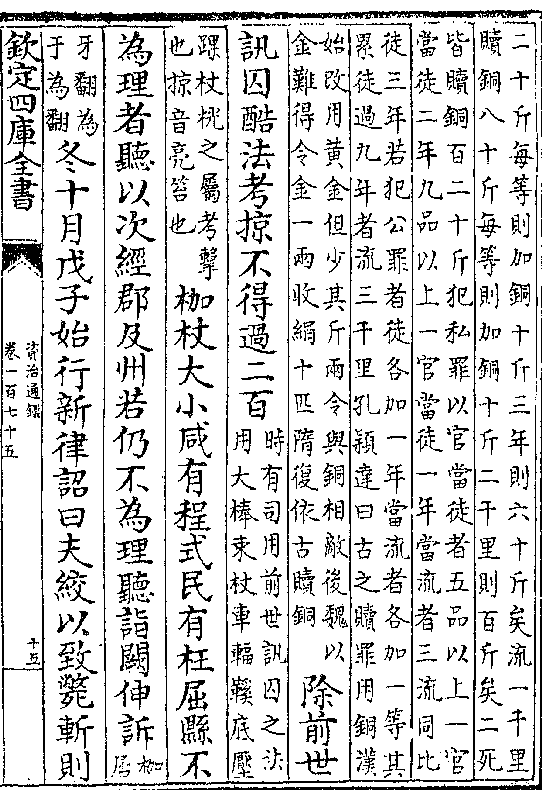 二十斤每等則加銅十斤三年則六十斤矣流一千里
贖銅八十斤每等則加銅十斤二千里則百斤矣二死
皆贖銅百二十斤犯私罪以官當徒者五品以上一官
當徒二年九品以上一官當徒一年當流者三流同比
徒三年若犯公罪者徒各加一年當流者各加一等其
累徒過九年者流三千里孔穎達曰古之贖罪用銅漢
始改用黄金但少其斤兩令與銅相敵後魏以
金難得令金一兩收絹十匹隋復依古贖銅
除前世
訊囚酷法考掠不得過二百
時有司用前世訊囚之法
用大棒束杖車輻鞵底壓
踝杖桄之屬考擊
也掠音亮笞也
枷杖大小咸有程式民有枉屈縣不
為理者聽以次經郡及州若仍不為理聽詣闕伸訴
枷
居
牙翻為
于為翻
冬十月戊子始行新律詔曰夫絞以致斃斬則
欽定四庫全書
資治通鑑
卷一百七十五
十五